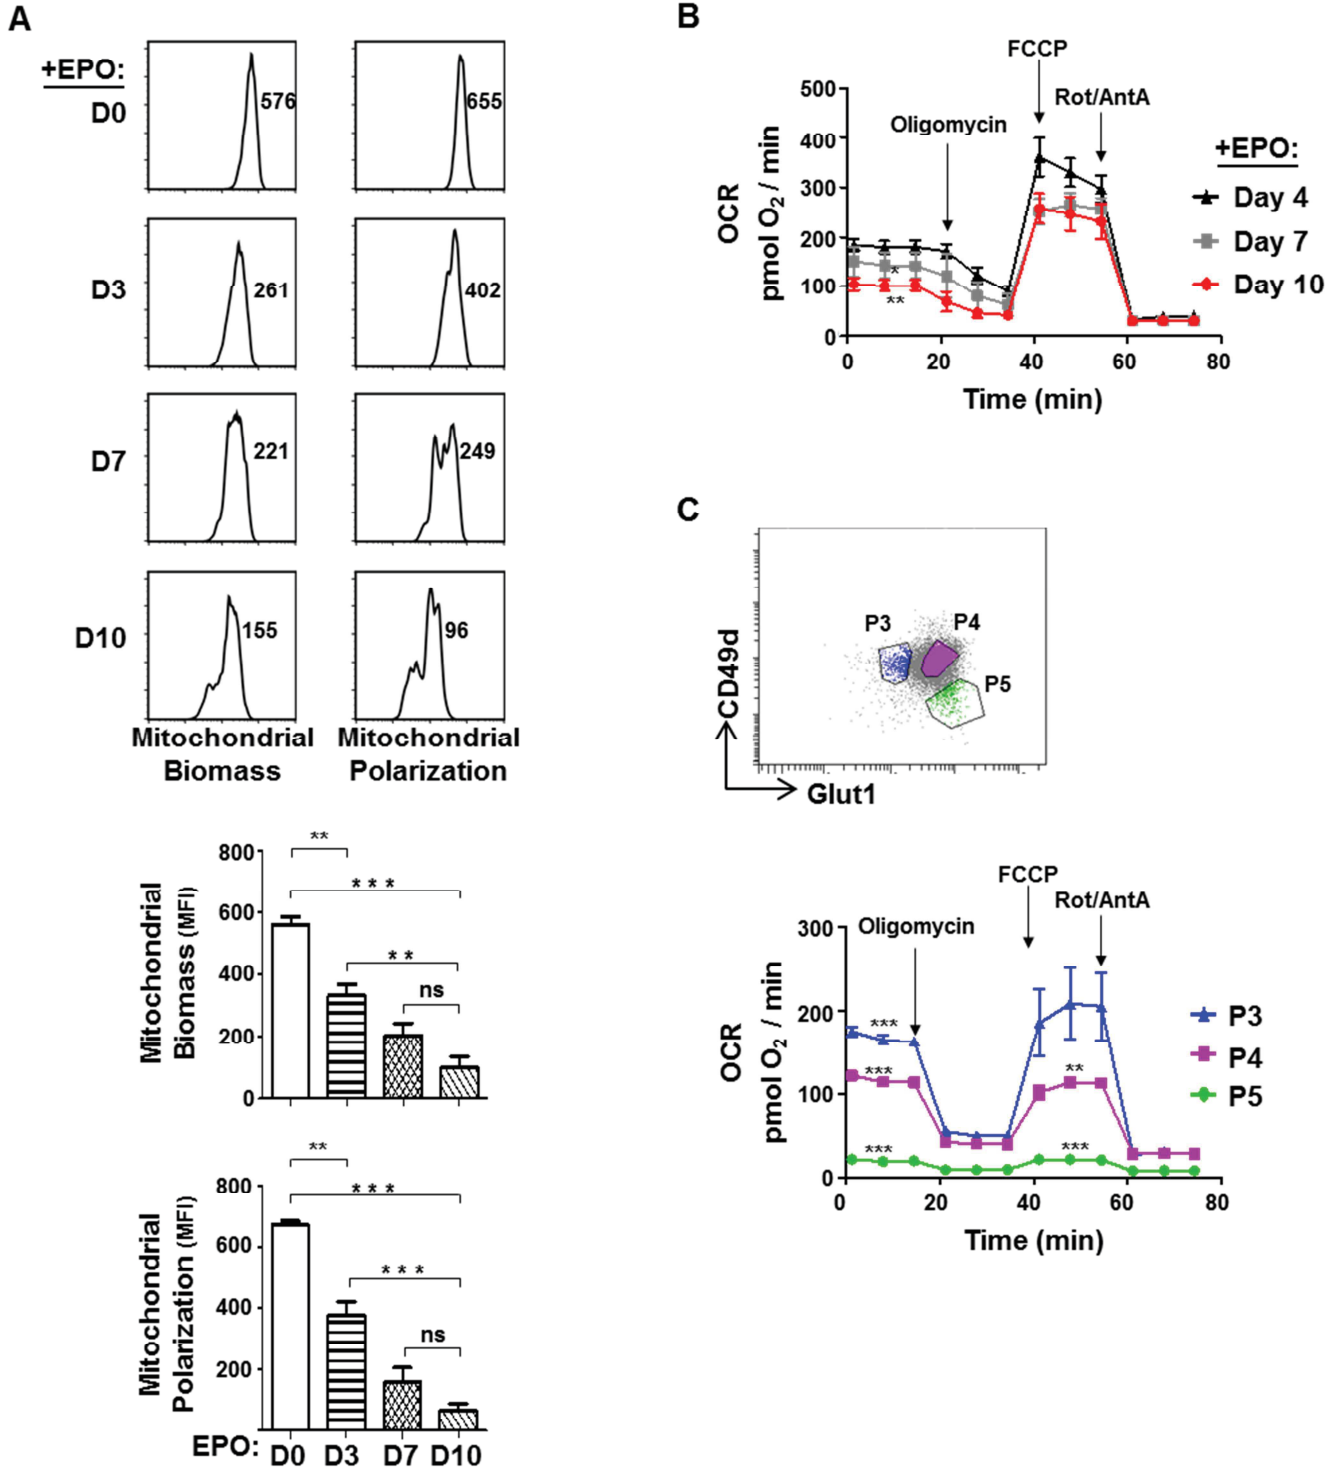 A
+EPO:
D0
576
655
D3
261
402
D7
221
249
D10
155
96
Mitochondrial
Biomass
Mitochondrial
Polarization
Mitochondrial
Biomass (MFI)
800
600
400
200
0
**
* * *
* *
ns
Mitochondrial
Polarization (MFI)
800
600
400
200
**
* * *
* * *
ns
EPO: D0 D3 D7 D10
B
FCCP
Rot/AntA
Oligomycin
OCR
pmol O2 / min
500
400
300
200
100
0
*
**
0 20 40 60 80
Time (min)
+EPO:
Day 4
Day 7
Day 10
C
P3
P4
P5
CD49d
Glut1
FCCP
Rot/AntA
Oligomycin
OCR
pmol O2 / min
300
200
100
0
***
***
**
***
***
0 20 40 60 80
Time (min)
P3
P4
P5